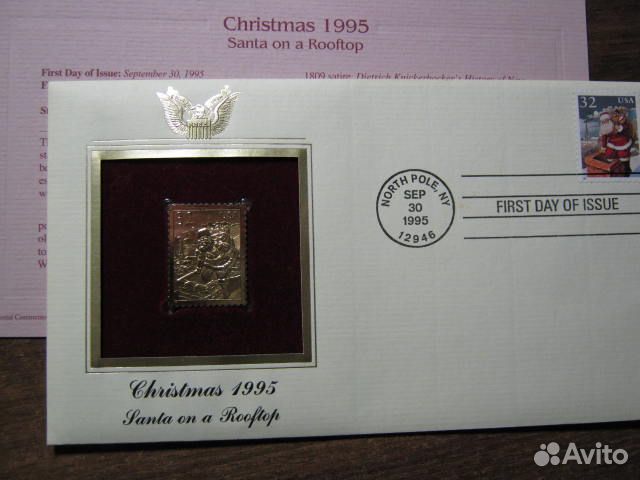 Christmas 1995
Santa on a Rooftop
First Day of Issue: September 30, 1995
1809 satire, Dietrich Knickerbocker's History of New
32 USA
NORTH POLE, NY
SEP
30
1995
12946
FIRST DAY OF ISSUE
Christmas 1995
Santa on a Rooftop
Avito